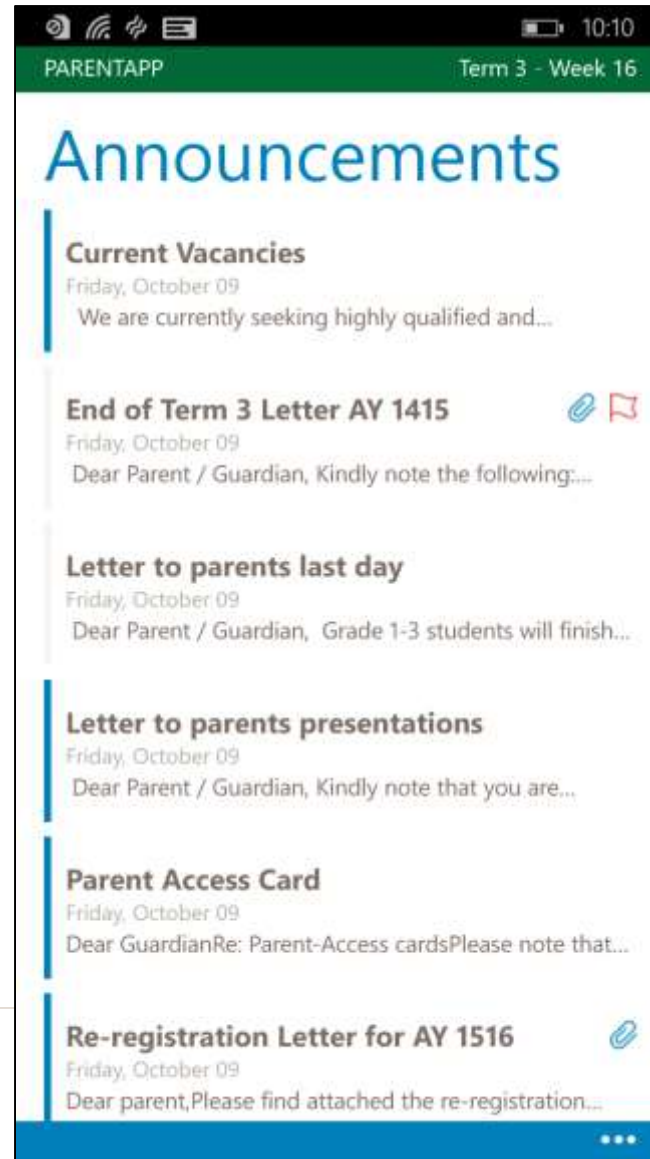 10:10
PARENTAPP Term 3 - Week 16
Announcements
Current Vacancies
Friday, October 09
We are currently seeking highly qualified and...
End of Term 3 Letter AY 1415
Friday, October 09
Dear Parent / Guardian, Kindly note the following:...
Letter to parents last day
Friday, October 09
Dear Parent / Guardian,  Grade 1-3 students will finish...
Letter to parents presentations
Friday, October 09
Dear Parent / Guardian, Kindly note that you are...
Parent Access Card
Friday, October 09
Dear GuardianRe: Parent-Access cardsPlease note that...
Re-registration Letter for AY 1516
Friday, October 09
Dear parent,Please find attached the re-registration...